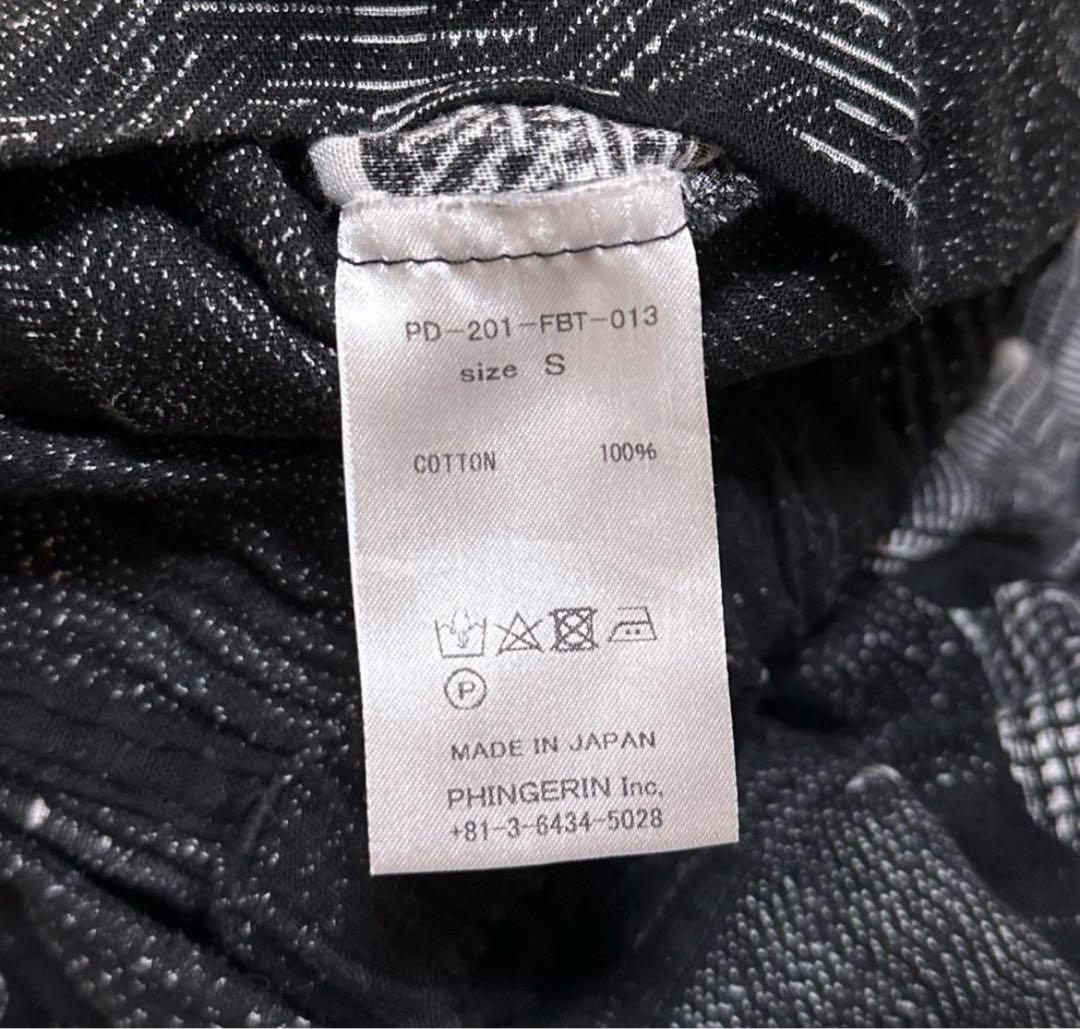 PD-201-FBT-013
size S
COTTON 100%
P
MADE IN JAPAN
PHINGERIN Inc,
+81-3-6434-5028